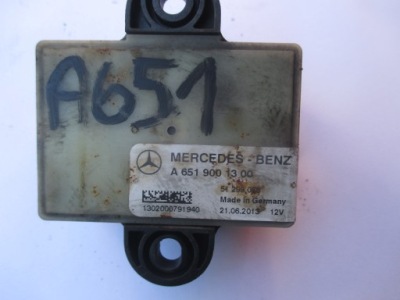 A651
MERCEDES-BENZ
A 651 900 13 00
Made in Germany
1302000791940
21.06.2013 12V